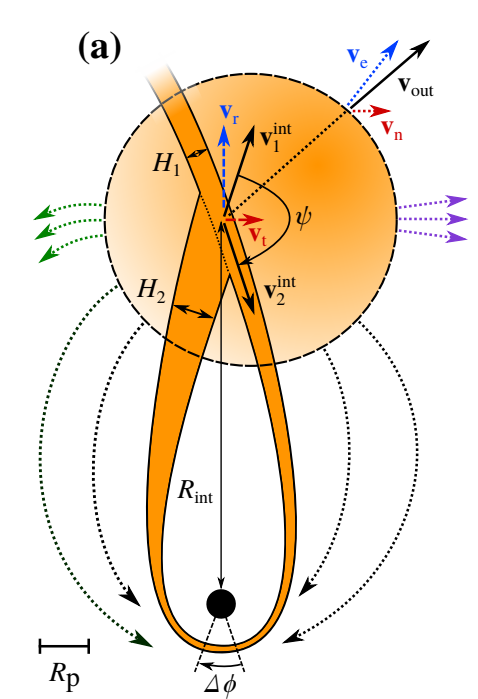 (a)
v_e
v_out
v_n
v_r
v_1^int
H_1
ψ
v_t
H_2
v_2^int
R_int
R_p
Δϕ